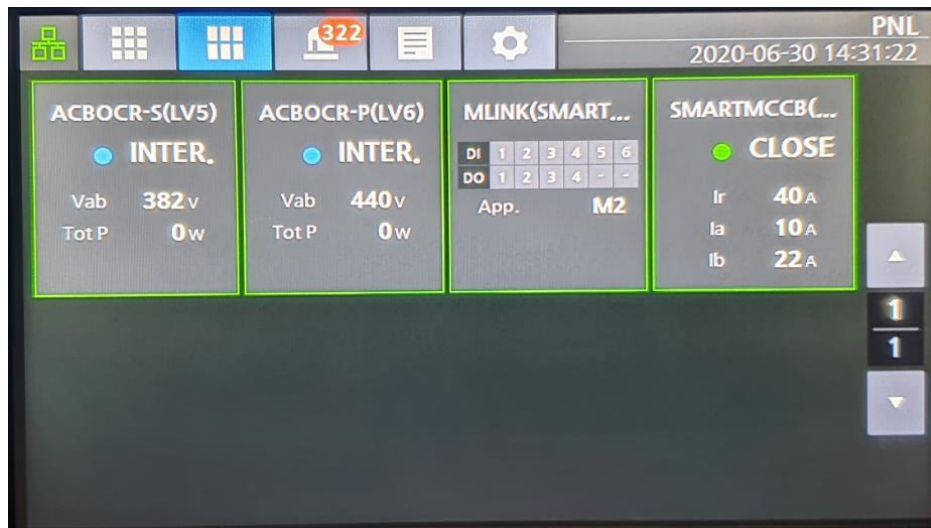 322
PNL
2020-06-30 14:31:22
ACBOCR-S(LV5)
INTER.
Vab 382 V
Tot P 0 W
ACBOCR-P(LV6)
INTER.
Vab 440 V
Tot P 0 W
MLINK(SMART...
DI 1 2 3 4 5 6
DO 1 2 3 4 - -
App. M2
SMARTMCCB(...
CLOSE
Ir 40 A
Ia 10 A
Ib 22 A
1
1